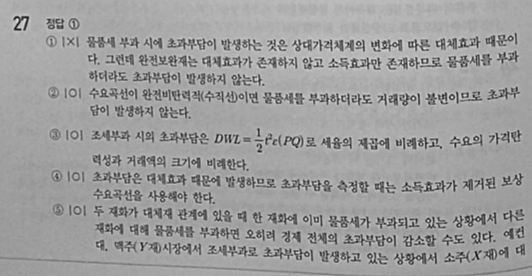 27 정답 ①
① |×| 물품세 부과 시에 초과부담이 발생하는 것은 상대가격체계의 변화에 따른 대체효과 때문이
다. 그런데 완전보완재는 대체효과가 존재하지 않고 소득효과만 존재하므로 물품세를 부과
하더라도 초과부담이 발생하지 않는다.
② |○| 수요곡선이 완전비탄력적(수직선)이면 물품세를 부과하더라도 거래량이 불변이므로 초과부
담이 발생하지 않는다.
③ |○| 조세부과 시의 초과부담은 DWL = 1/2 t²ε(PQ)로 세율의 제곱에 비례하고, 수요의 가격탄
력성과 거래액의 크기에 비례한다.
④ |○| 초과부담은 대체효과 때문에 발생하므로 초과부담을 측정할 때는 소득효과가 제거된 보상
수요곡선을 사용해야 한다.
⑤ |○| 두 재화가 대체재 관계에 있을 때 한 재화에 이미 물품세가 부과되고 있는 상황에서 다른
재화에 대해 물품세를 부과하면 오히려 경제 전체의 초과부담이 감소할 수도 있다. 예컨
대, 맥주(Y재)시장에서 조세부과로 초과부담이 발생하고 있는 상황에서 소주(X재)에 대